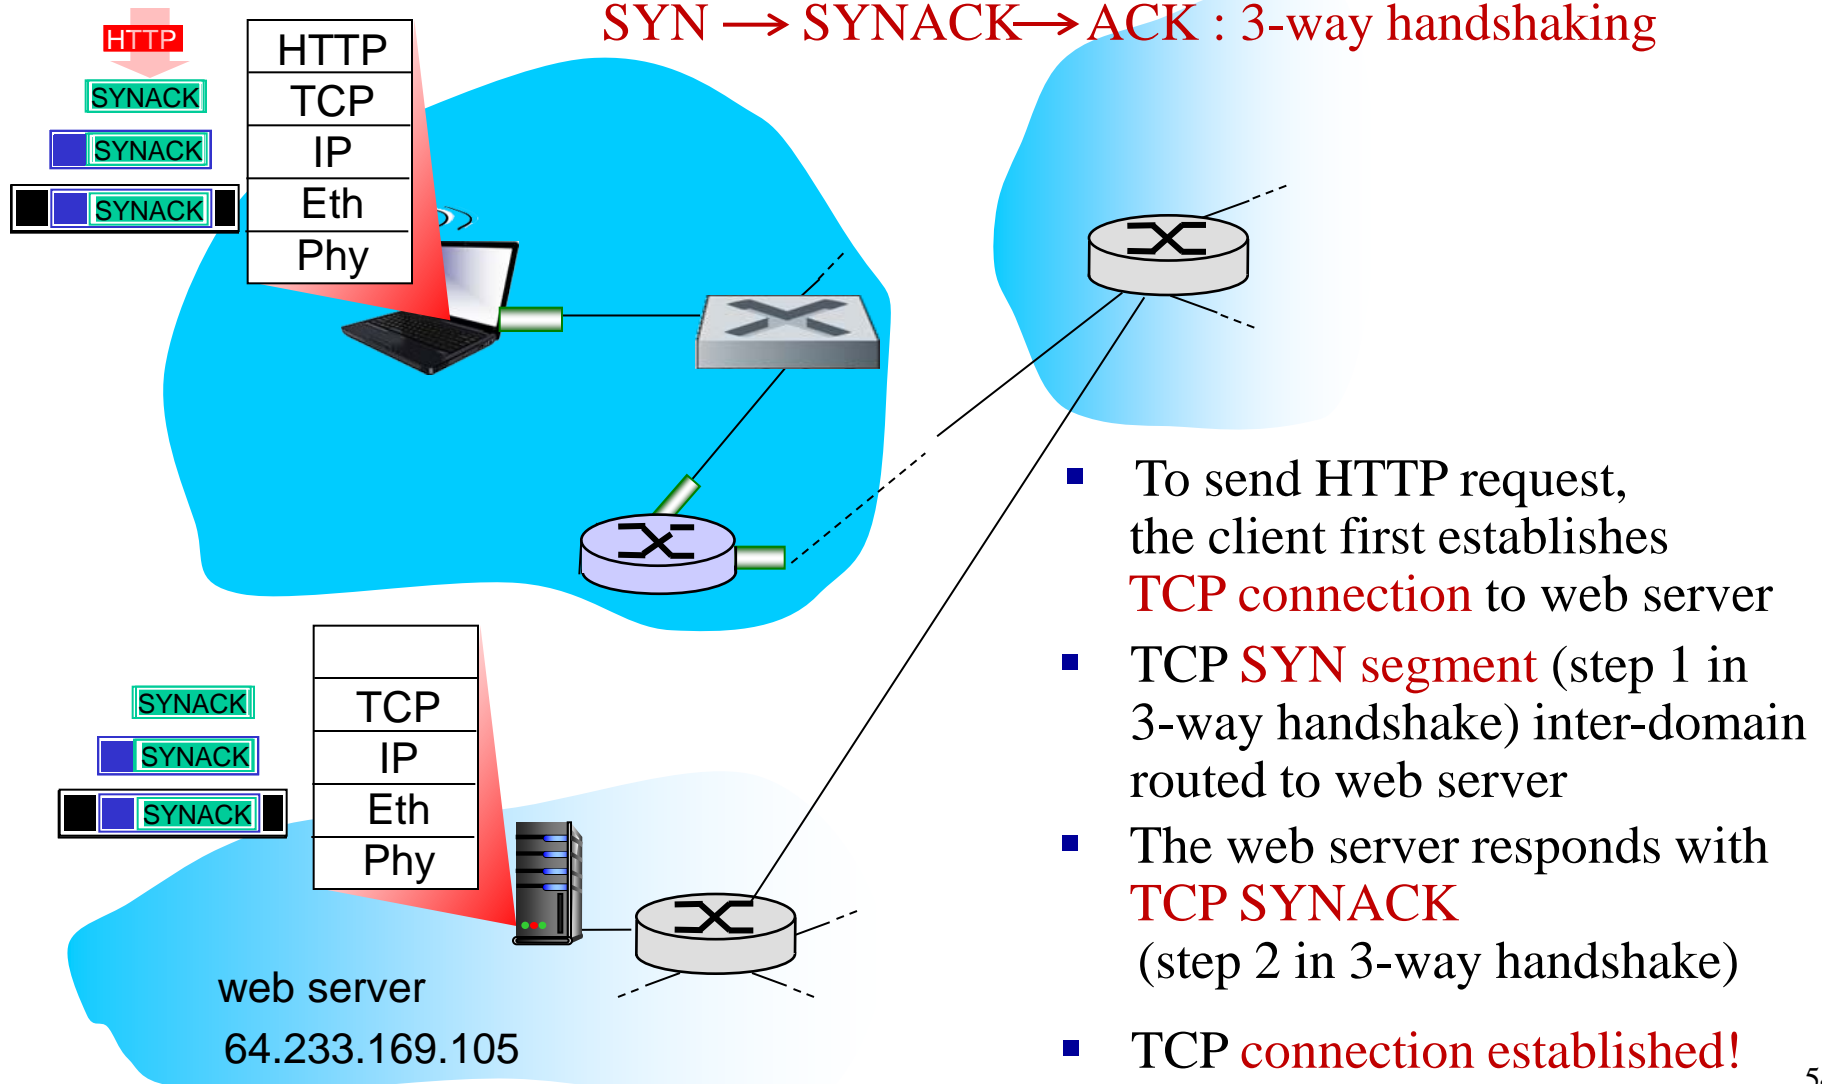 SYN → SYNACK → ACK : 3-way handshaking
HTTP
SYNACK
SYNACK
SYNACK
HTTP
TCP
IP
Eth
Phy
To send HTTP request,
the client first establishes
TCP connection to web server
TCP SYN segment (step 1 in
3-way handshake) inter-domain
routed to web server
The web server responds with
TCP SYNACK
(step 2 in 3-way handshake)
TCP connection established!
SYNACK
SYNACK
SYNACK
TCP
IP
Eth
Phy
web server
64.233.169.105